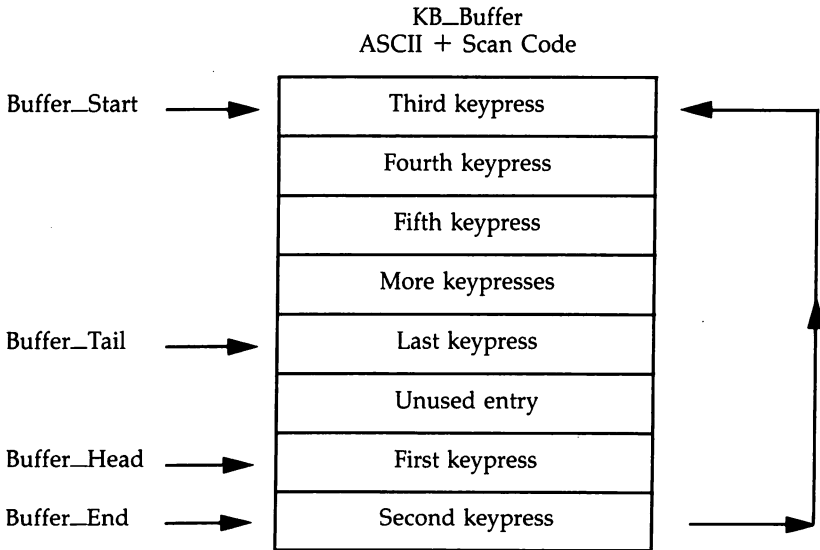 KB_Buffer
ASCII + Scan Code
Buffer_Start
Third keypress
Fourth keypress
Fifth keypress
More keypresses
Buffer_Tail
Last keypress
Unused entry
Buffer_Head
First keypress
Buffer_End
Second keypress